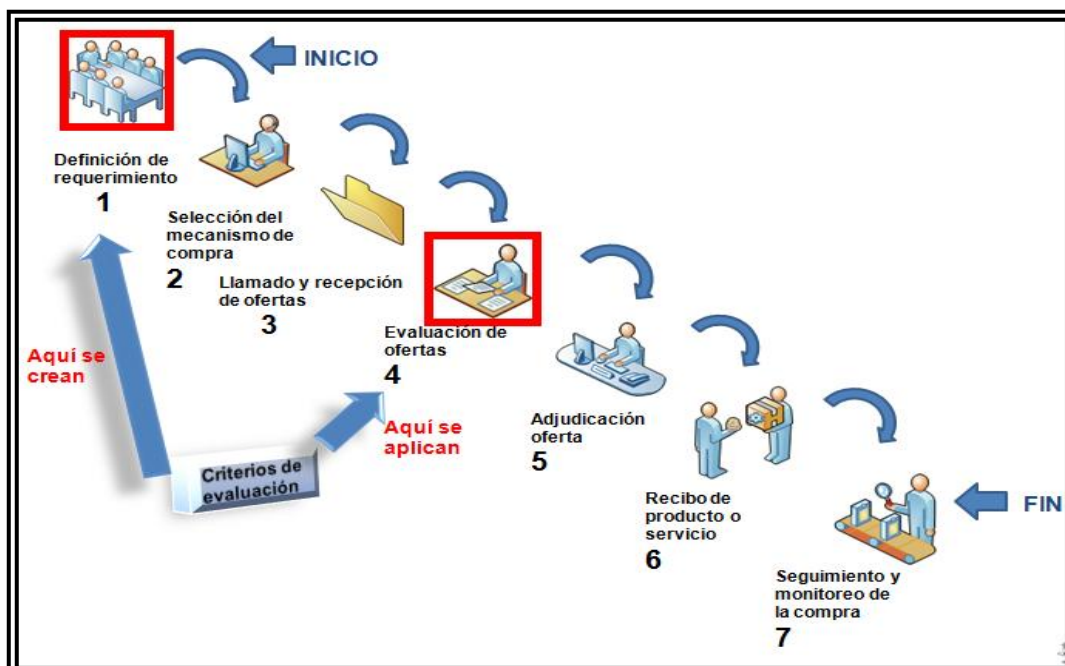 INICIO
Definición de
requerimiento
1
Selección del
mecanismo de
compra
2
Llamado y recepción
de ofertas
3
Evaluación de
ofertas
4
Aquí se
crean
Aquí se
aplican
Criterios de
evaluación
Adjudicación
oferta
5
Recibo de
producto o
servicio
6
FIN
Seguimiento y
monitoreo de
la compra
7